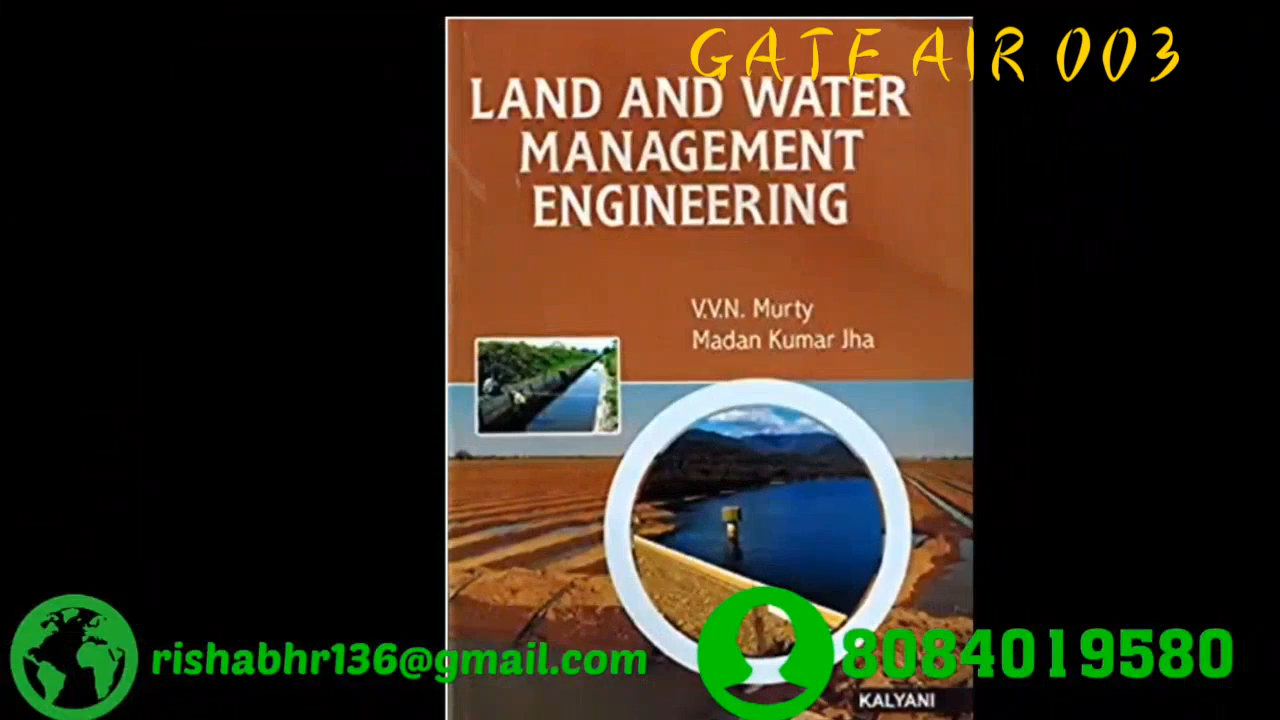 GATE AIR 003
LAND AND WATER
MANAGEMENT
ENGINEERING
V.V.N. Murty
Madan Kumar Jha
rishabhr136@gmail.com
8084019580
KALYANI